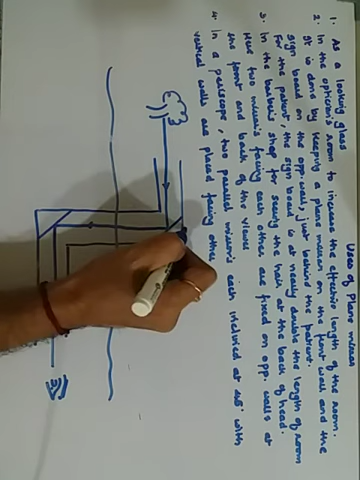 Uses of Plane mirrors
1. As a looking glass
2. In the optician's room to increase the effective length of the room.
It is done by keeping a plane mirror on the front wall and the
sign board on the opp. wall, just behind the patient.
For the patient, the sign board is at nearly double the length of room
3. In the barber's shop for seeing the hair at the back of head.
Here two mirrors facing each other are fixed on opp. walls at
the front and back of the viewer
4. In a periscope, two parallel mirrors each inclined at 45° with
vertical walls are placed facing other